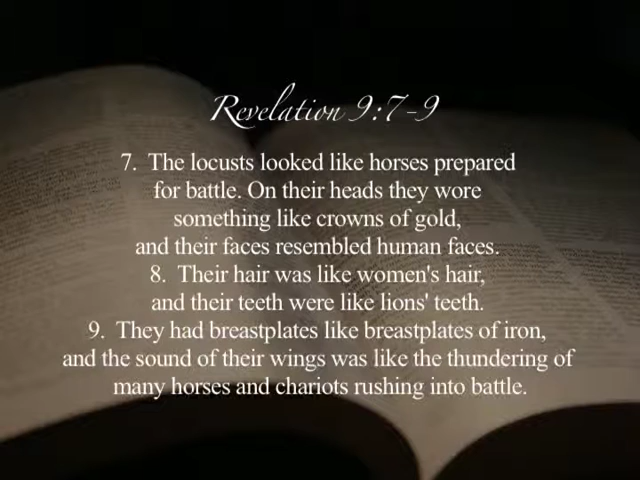 Revelation 9:7-9
7. The locusts looked like horses prepared
for battle. On their heads they wore
something like crowns of gold,
and their faces resembled human faces.
8. Their hair was like women's hair,
and their teeth were like lions' teeth.
9. They had breastplates like breastplates of iron,
and the sound of their wings was like the thundering of
many horses and chariots rushing into battle.